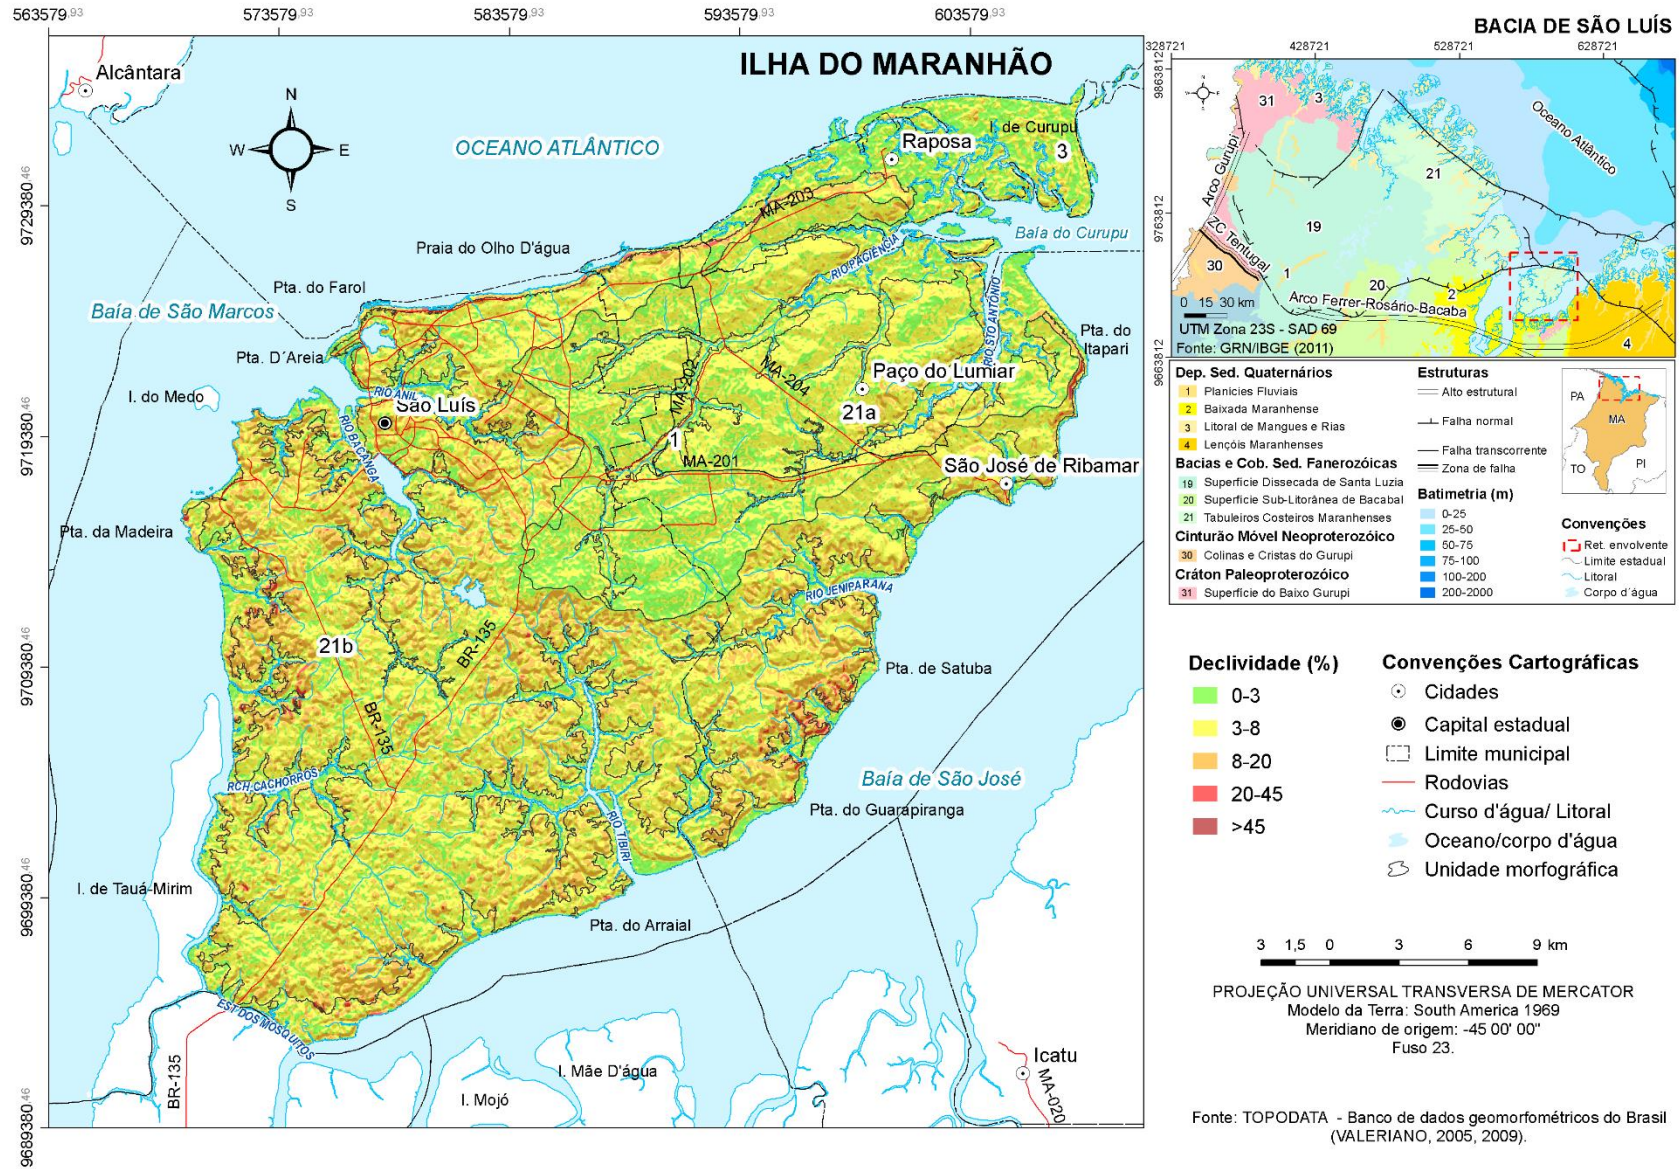 563579,93
573579,93
583579,93
593579,93
603579,93
ILHA DO MARANHÃO
Alcântara
N
W
E
S
OCEANO ATLÂNTICO
I. de Curupu
Raposa
3
MA-203
9729380,46
Praia do Olho D'água
RIO PACIÊNCIA
Baía do Curupu
Pta. do Farol
RIO STO ANTÔNIO
Baía de São Marcos
Pta. do
Itapari
Pta. D´Areia
MA-202
MA-204
Paço do Lumiar
I. do Medo
RIO ANIL
São Luís
21a
9719380,46
RIO BACANGA
1
MA-201
São José de Ribamar
Pta. da Madeira
RIO JENIPARANA
21b
BR-135
Pta. de Satuba
9709380,46
BR-135
RCH.CACHORROS
Baía de São José
Pta. do Guarapiranga
RIO TIBIRI
I. de Tauá-Mirim
9699380,46
Pta. do Arraial
EST DOS MOSQUITOS
BR-135
I. Mãe D'água
I. Mojó
Icatu
MA-020
9689380,46
BACIA DE SÃO LUÍS
328721
428721
528721
628721
9863812
9763812
9663812
N
W
E
S
31
3
Oceano Atlântico
Arco Gurupi
21
19
ZC Tentugal
30
1
20
2
Arco Ferrer-Rosário-Bacaba
4
0 15 30 km
UTM Zona 23S - SAD 69
Fonte: GRN/IBGE (2011)
Dep. Sed. Quaternários
1 Planicies Fluviais
2 Baixada Maranhense
3 Litoral de Mangues e Rias
4 Lençóis Maranhenses
Bacias e Cob. Sed. Fanerozóicas
19 Superfície Dissecada de Santa Luzia
20 Superfície Sub-Litorânea de Bacabal
21 Tabuleiros Costeiros Maranhenses
Cinturão Móvel Neoproterozóico
30 Colinas e Cristas do Gurupi
Cráton Paleoproterozóico
31 Superfície do Baixo Gurupi
Estruturas
Alto estrutural
Falha normal
Falha transcorrente
Zona de falha
Batimetria (m)
0-25
25-50
50-75
75-100
100-200
200-2000
PA
MA
TO
PI
Convenções
Ret. envolvente
Limite estadual
Litoral
Corpo d´água
Declividade (%)
0-3
3-8
8-20
20-45
>45
Convenções Cartográficas
Cidades
Capital estadual
Limite municipal
Rodovias
Curso d'água/ Litoral
Oceano/corpo d'água
Unidade morfográfica
3 1,5 0 3 6 9 km
PROJEÇÃO UNIVERSAL TRANSVERSA DE MERCATOR
Modelo da Terra: South America 1969
Meridiano de origem: -45 00' 00"
Fuso 23.
Fonte: TOPODATA - Banco de dados geomorfométricos do Brasil
(VALERIANO, 2005, 2009).